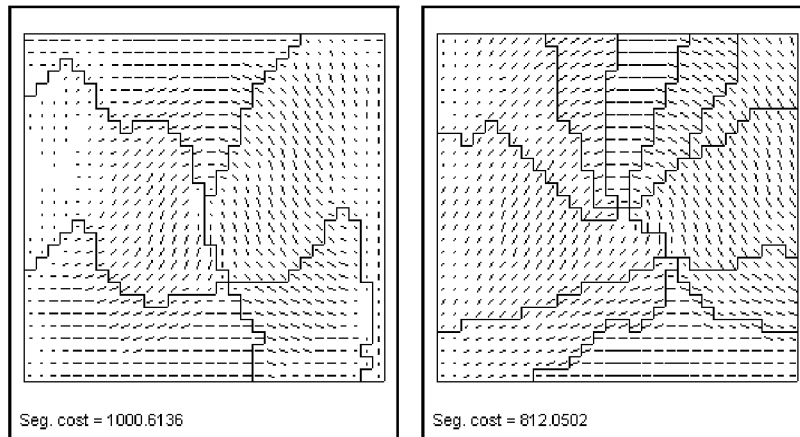 Seg. cost = 1000.6136
Seg. cost = 812.0502